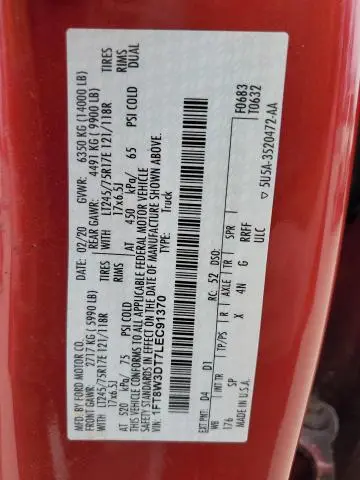 MFD. BY FORD MOTOR CO. 02/20 GVWR: 6350 KG (14000 LB)
FRONT GAWR: 2717 KG (5990 LB) REAR GAWR: 4491 KG (9900 LB)
LT245/75R17E 121/118R TIRES LT245/75R17E 121/118R TIRES
17x6.5J RIMS 17x6.5J RIMS
AT 520 kPa/ 75 PSI COLD AT 450 kPa/ 65 PSI COLD DUAL
THIS VEHICLE CONFORMS TO ALL APPLICABLE FEDERAL MOTOR VEHICLE
SAFETY STANDARDS IN EFFECT ON THE DATE OF MANUFACTURE SHOWN ABOVE.
VIN: 1FT8W3DT7LEC91370 TYPE: Truck
F0683
T0632
EXT PNT: D4 D1 RC: 52 DSO:
WB INT TR TP/PS R AXLE TR SPR
176 SP X 4N G RRFF
MADE IN U.S.A. ULC
▽ 5U5A-3520472-AA